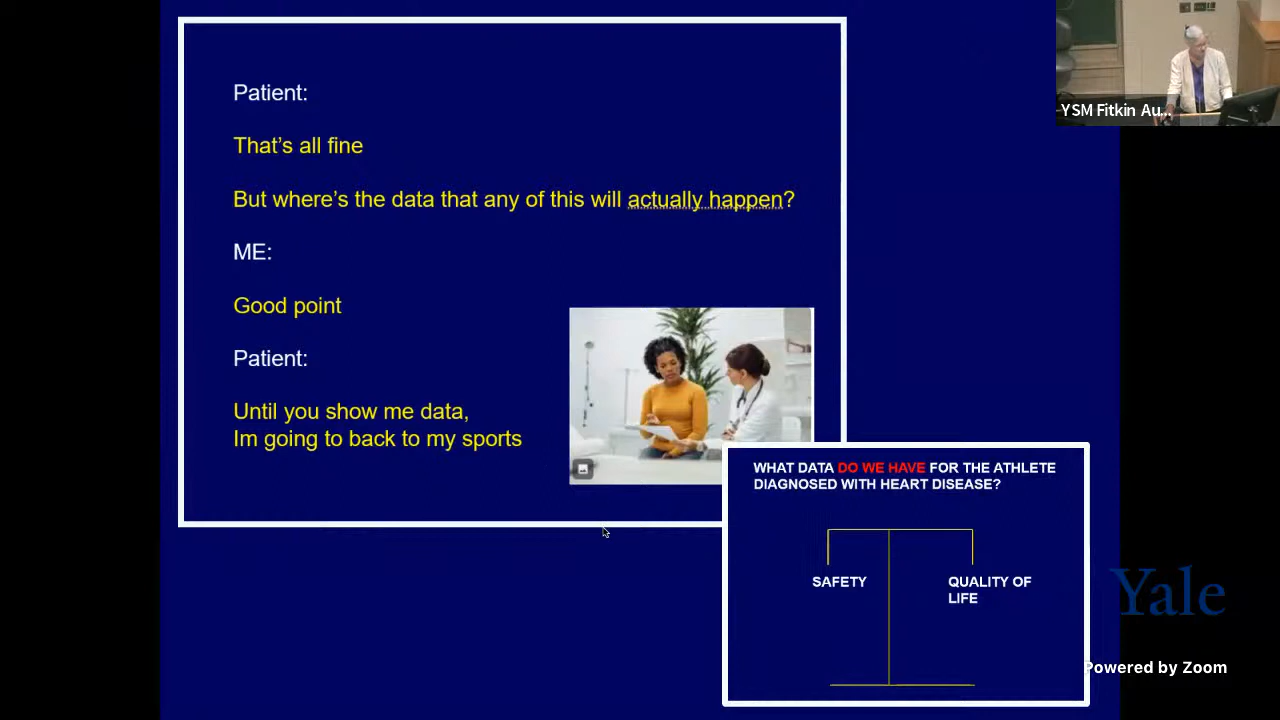 Patient:
That's all fine
But where's the data that any of this will actually happen?
ME:
Good point
Patient:
Until you show me data,
Im going to back to my sports
WHAT DATA DO WE HAVE FOR THE ATHLETE
DIAGNOSED WITH HEART DISEASE?
SAFETY
QUALITY OF
LIFE
YSM Fitkin Au...
Yale
Powered by Zoom